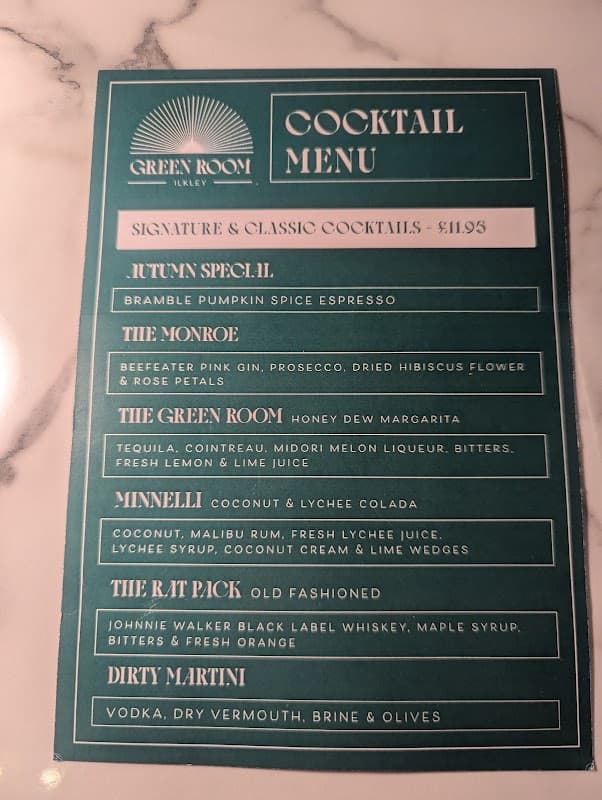 GREEN ROOM
ILKLEY
COCKTAIL
MENU
SIGNATURE & CLASSIC COCKTAILS - £11.95
AUTUMN SPECIAL
BRAMBLE PUMPKIN SPICE ESPRESSO
THE MONROE
BEEFEATER PINK GIN, PROSECCO, DRIED HIBISCUS FLOWER
& ROSE PETALS
THE GREEN ROOM HONEY DEW MARGARITA
TEQUILA, COINTREAU, MIDORI MELON LIQUEUR, BITTERS,
FRESH LEMON & LIME JUICE
MINNELLI COCONUT & LYCHEE COLADA
COCONUT, MALIBU RUM, FRESH LYCHEE JUICE,
LYCHEE SYRUP, COCONUT CREAM & LIME WEDGES
THE RAT PACK OLD FASHIONED
JOHNNIE WALKER BLACK LABEL WHISKEY, MAPLE SYRUP,
BITTERS & FRESH ORANGE
DIRTY MARTINI
VODKA, DRY VERMOUTH, BRINE & OLIVES